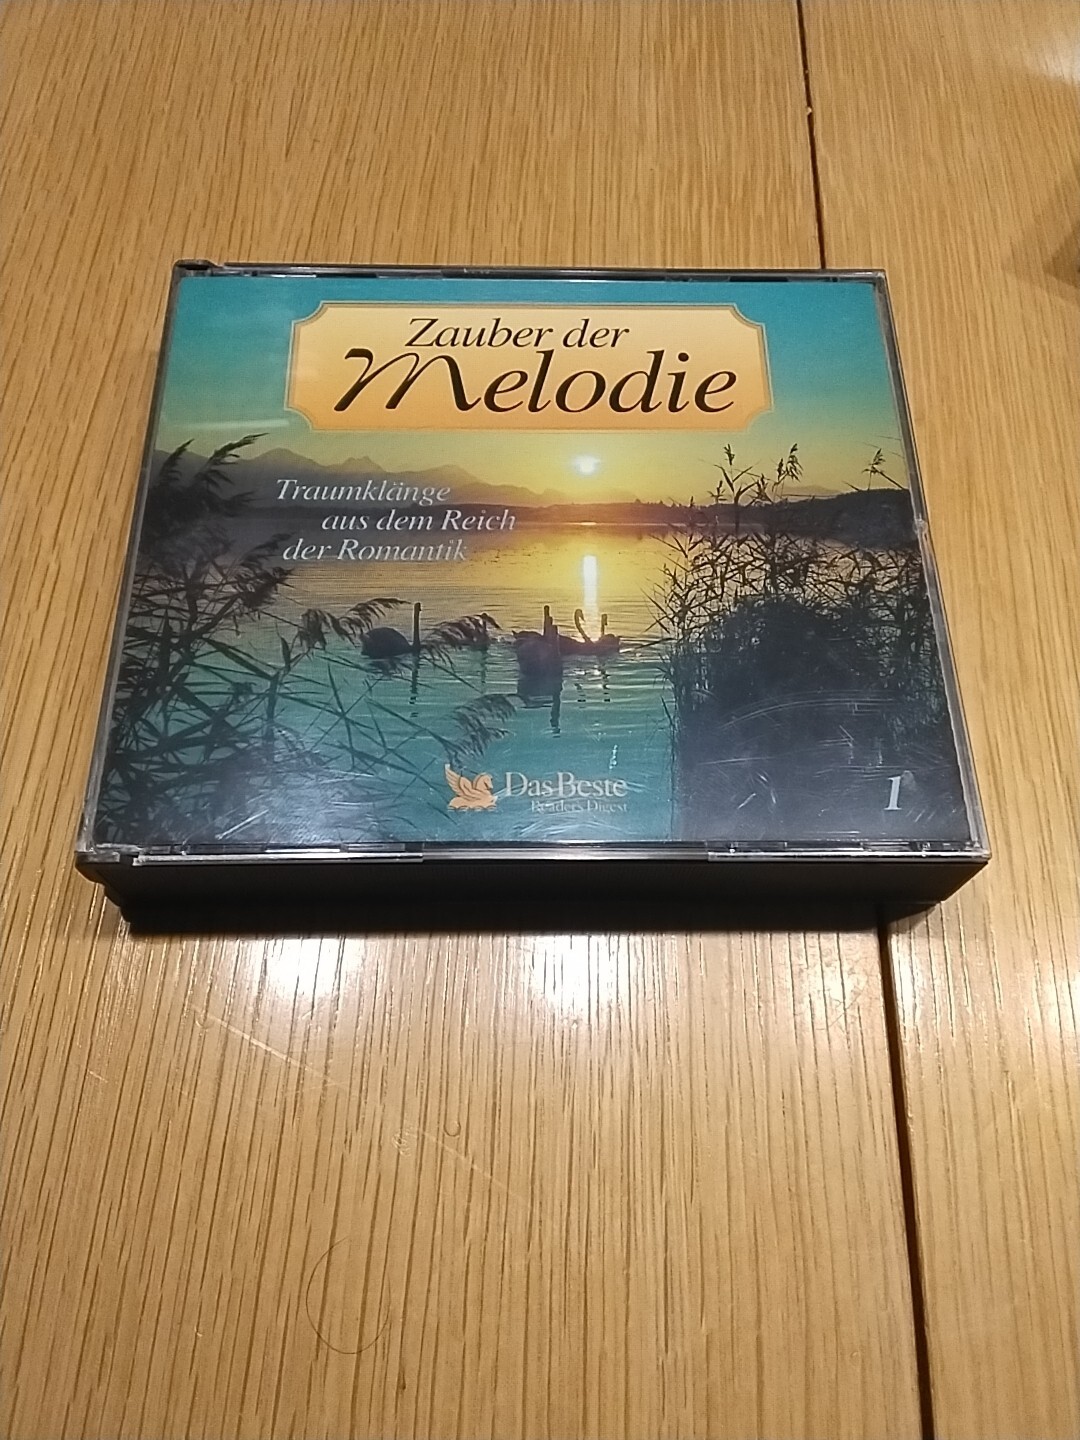 Zauber der
Melodie
Traumklänge
aus dem Reich
der Romantik
Das Beste
Reader's Digest
1